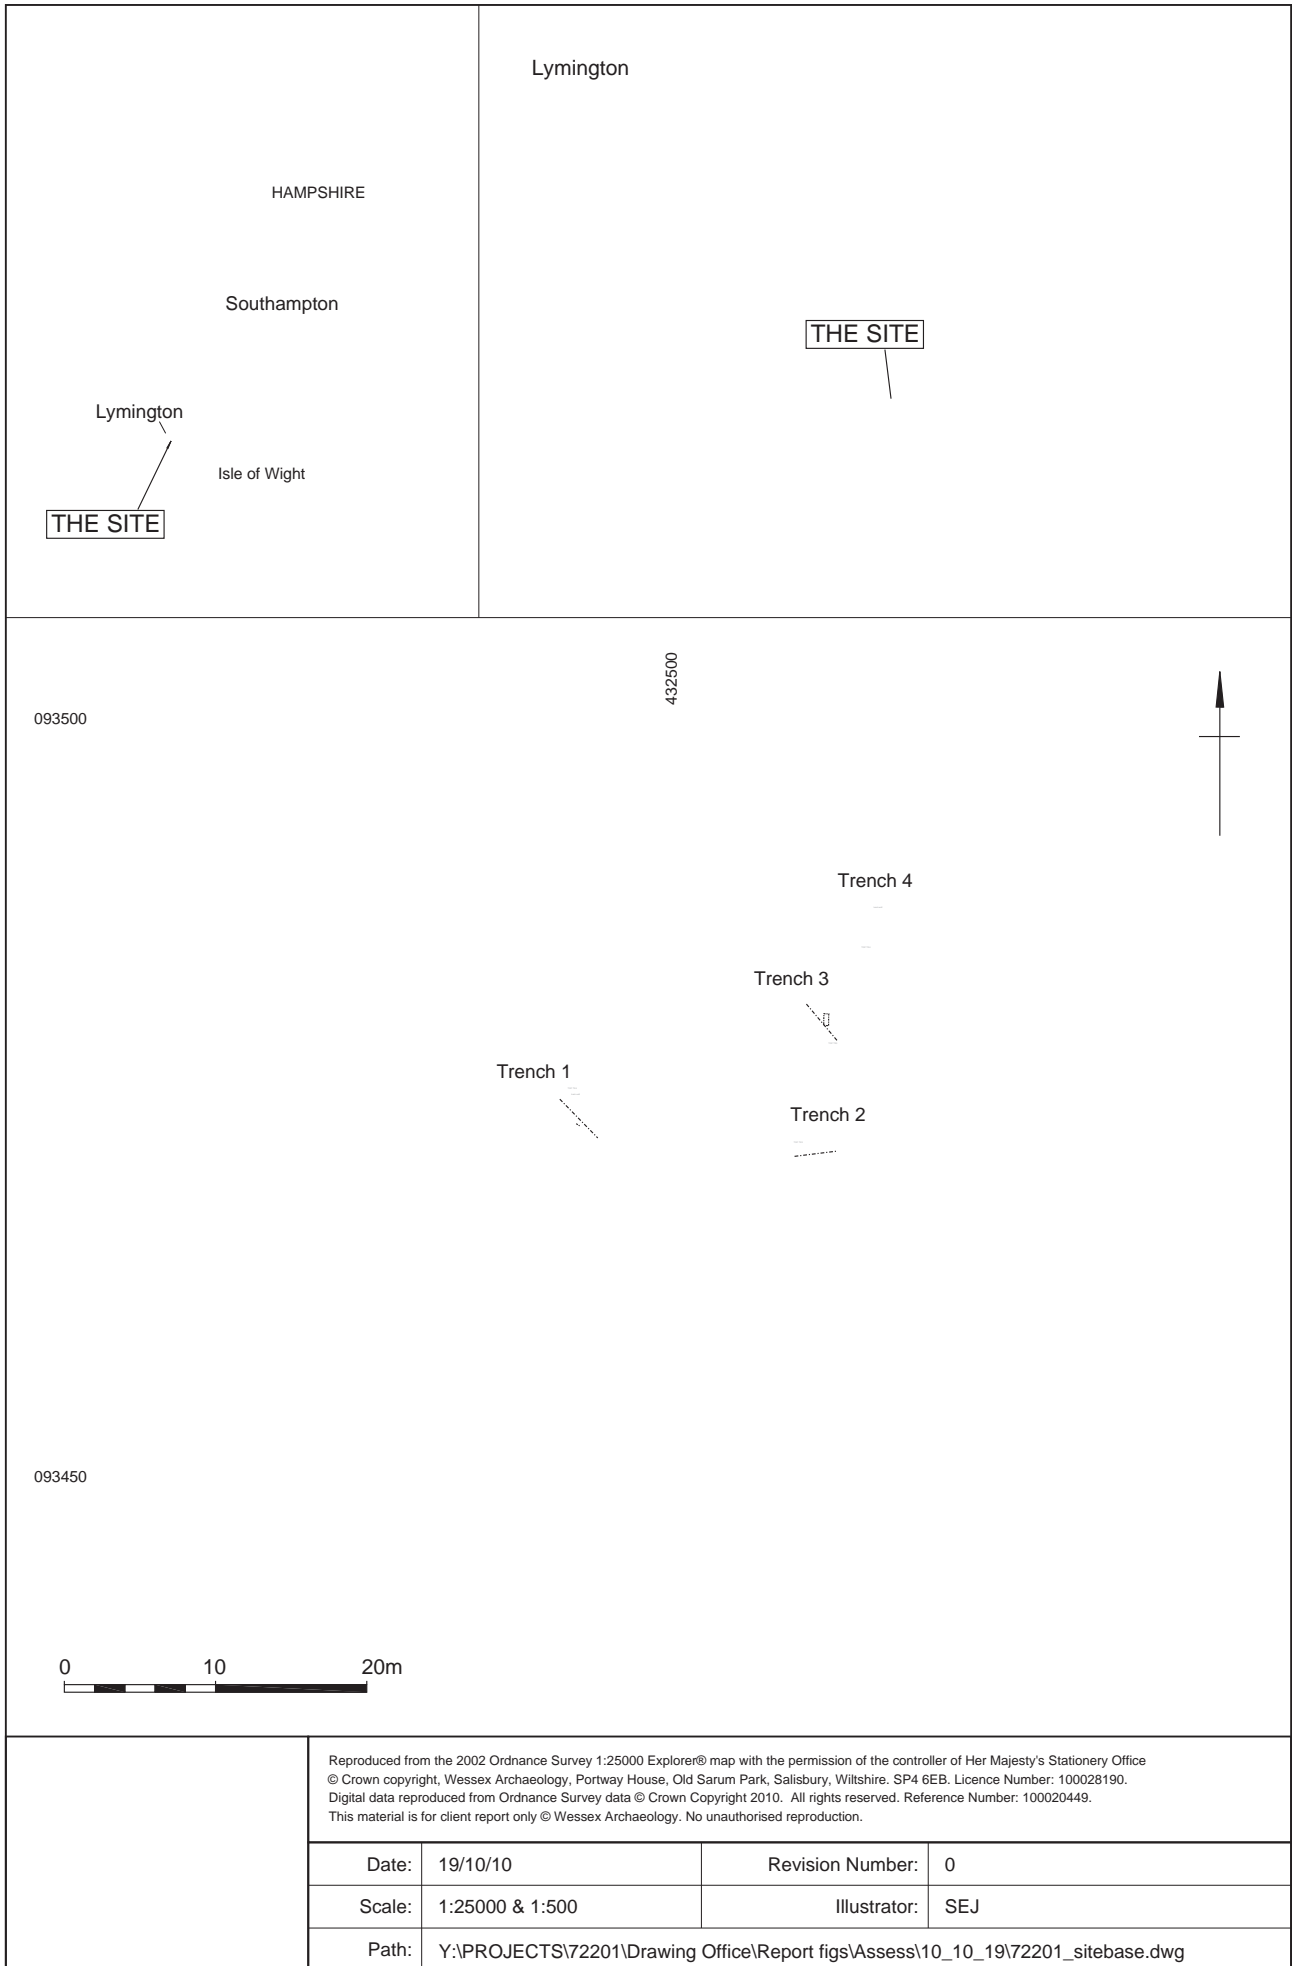 Lymington
HAMPSHIRE
Southampton
Lymington
Isle of Wight
THE SITE
THE SITE
432500
093500
Trench 4
Trench 3
Trench 1
Trench 2
093450
0 10 20m
Reproduced from the 2002 Ordnance Survey 1:25000 Explorer® map with the permission of the controller of Her Majesty's Stationery Office
© Crown copyright, Wessex Archaeology, Portway House, Old Sarum Park, Salisbury, Wiltshire. SP4 6EB. Licence Number: 100028190.
Digital data reproduced from Ordnance Survey data © Crown Copyright 2010. All rights reserved. Reference Number: 100020449.
This material is for client report only © Wessex Archaeology. No unauthorised reproduction.
Date: 19/10/10 Revision Number: 0
Scale: 1:25000 & 1:500 Illustrator: SEJ
Path: Y:\PROJECTS\72201\Drawing Office\Report figs\Assess\10_10_19\72201_sitebase.dwg